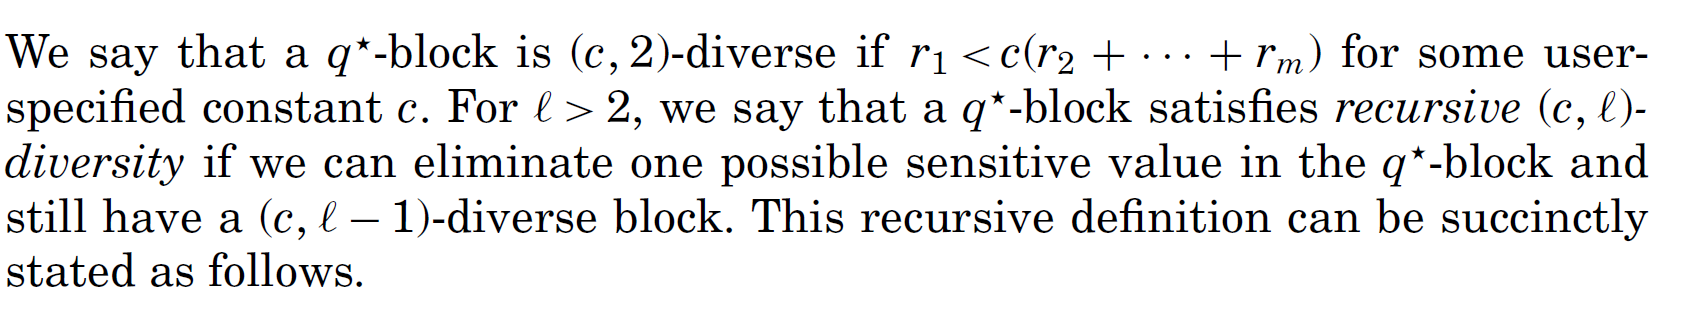 We say that a q⋆-block is (c, 2)-diverse if r₁ < c(r₂ + · · · + rₘ) for some user-
specified constant c. For ℓ > 2, we say that a q⋆-block satisfies recursive (c, ℓ)-
diversity if we can eliminate one possible sensitive value in the q⋆-block and
still have a (c, ℓ − 1)-diverse block. This recursive definition can be succinctly
stated as follows.